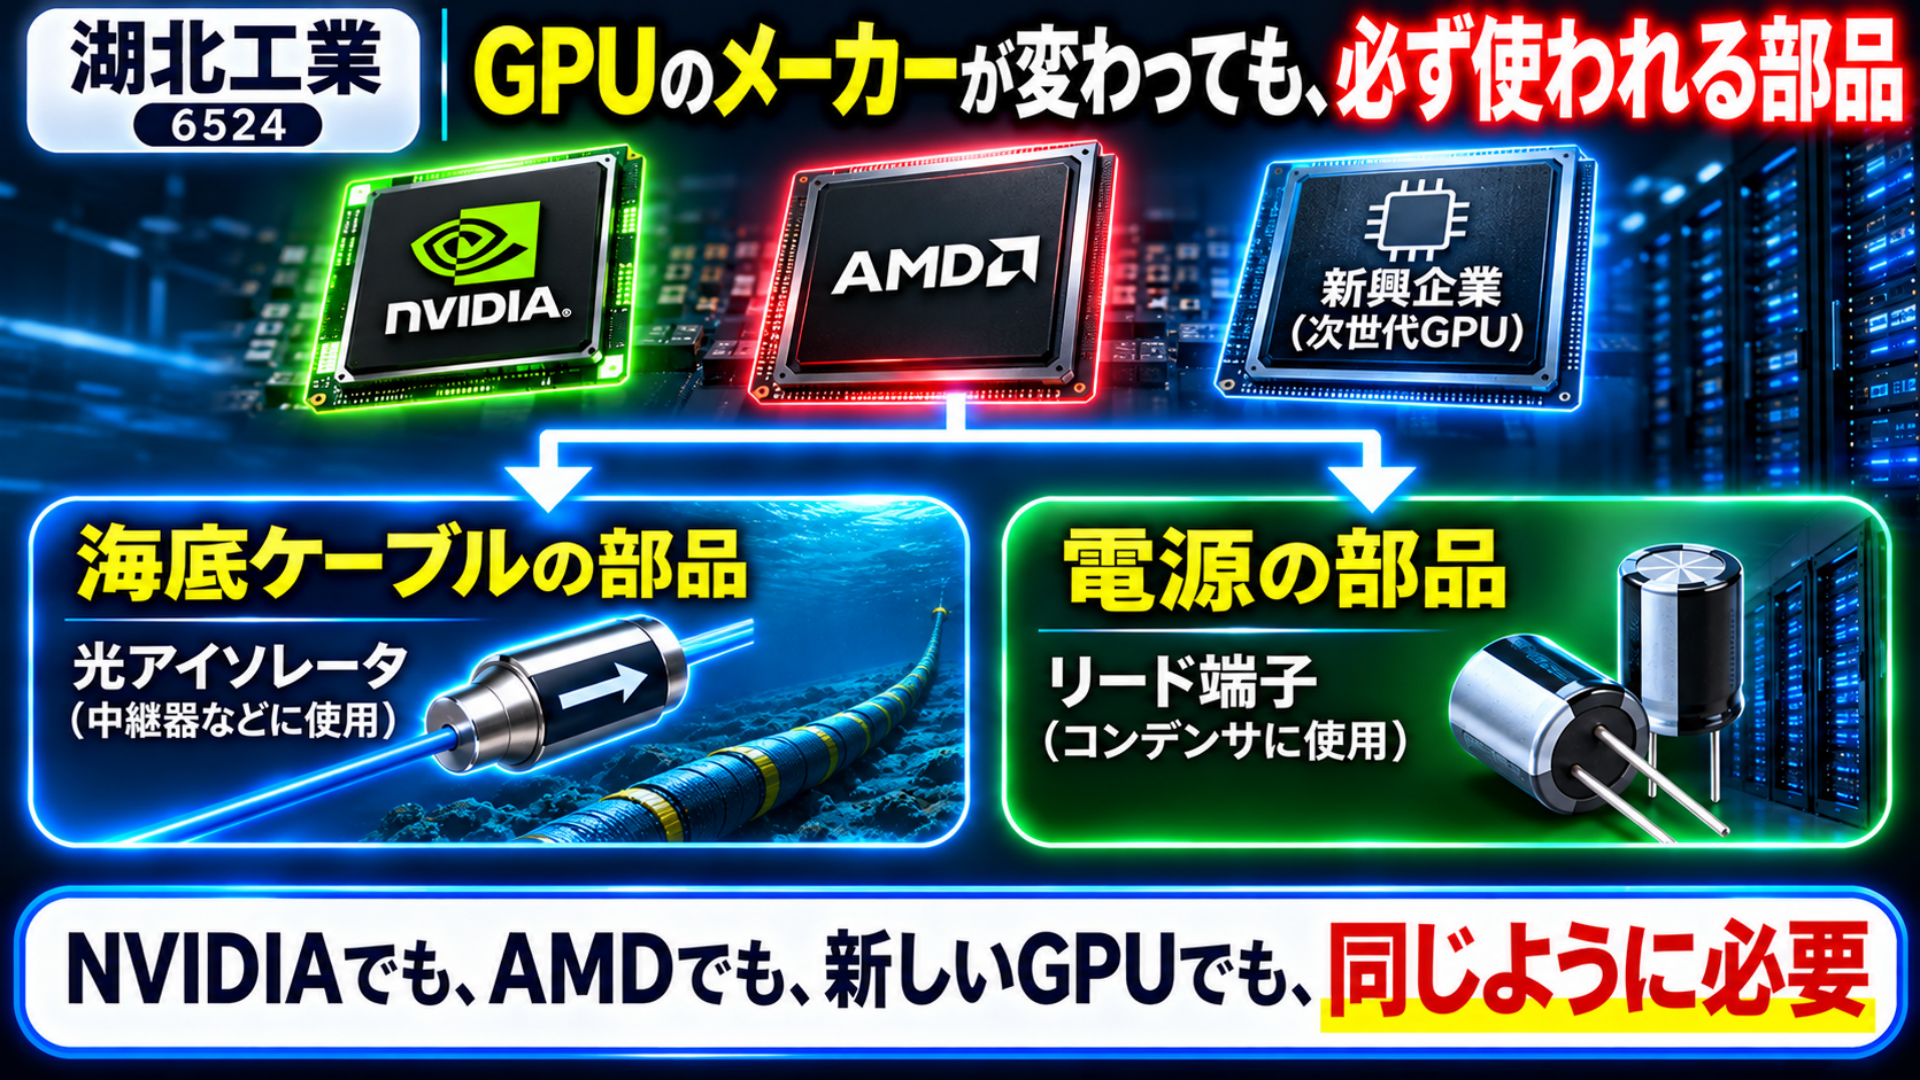 湖北工業
6524
GPUのメーカーが変わっても、必ず使われる部品
NVIDIA®
AMD
新興企業
(次世代GPU)
海底ケーブルの部品
光アイソレータ
(中継器などに使用)
電源の部品
リード端子
(コンデンサに使用)
NVIDIAでも、AMDでも、新しいGPUでも、同じように必要